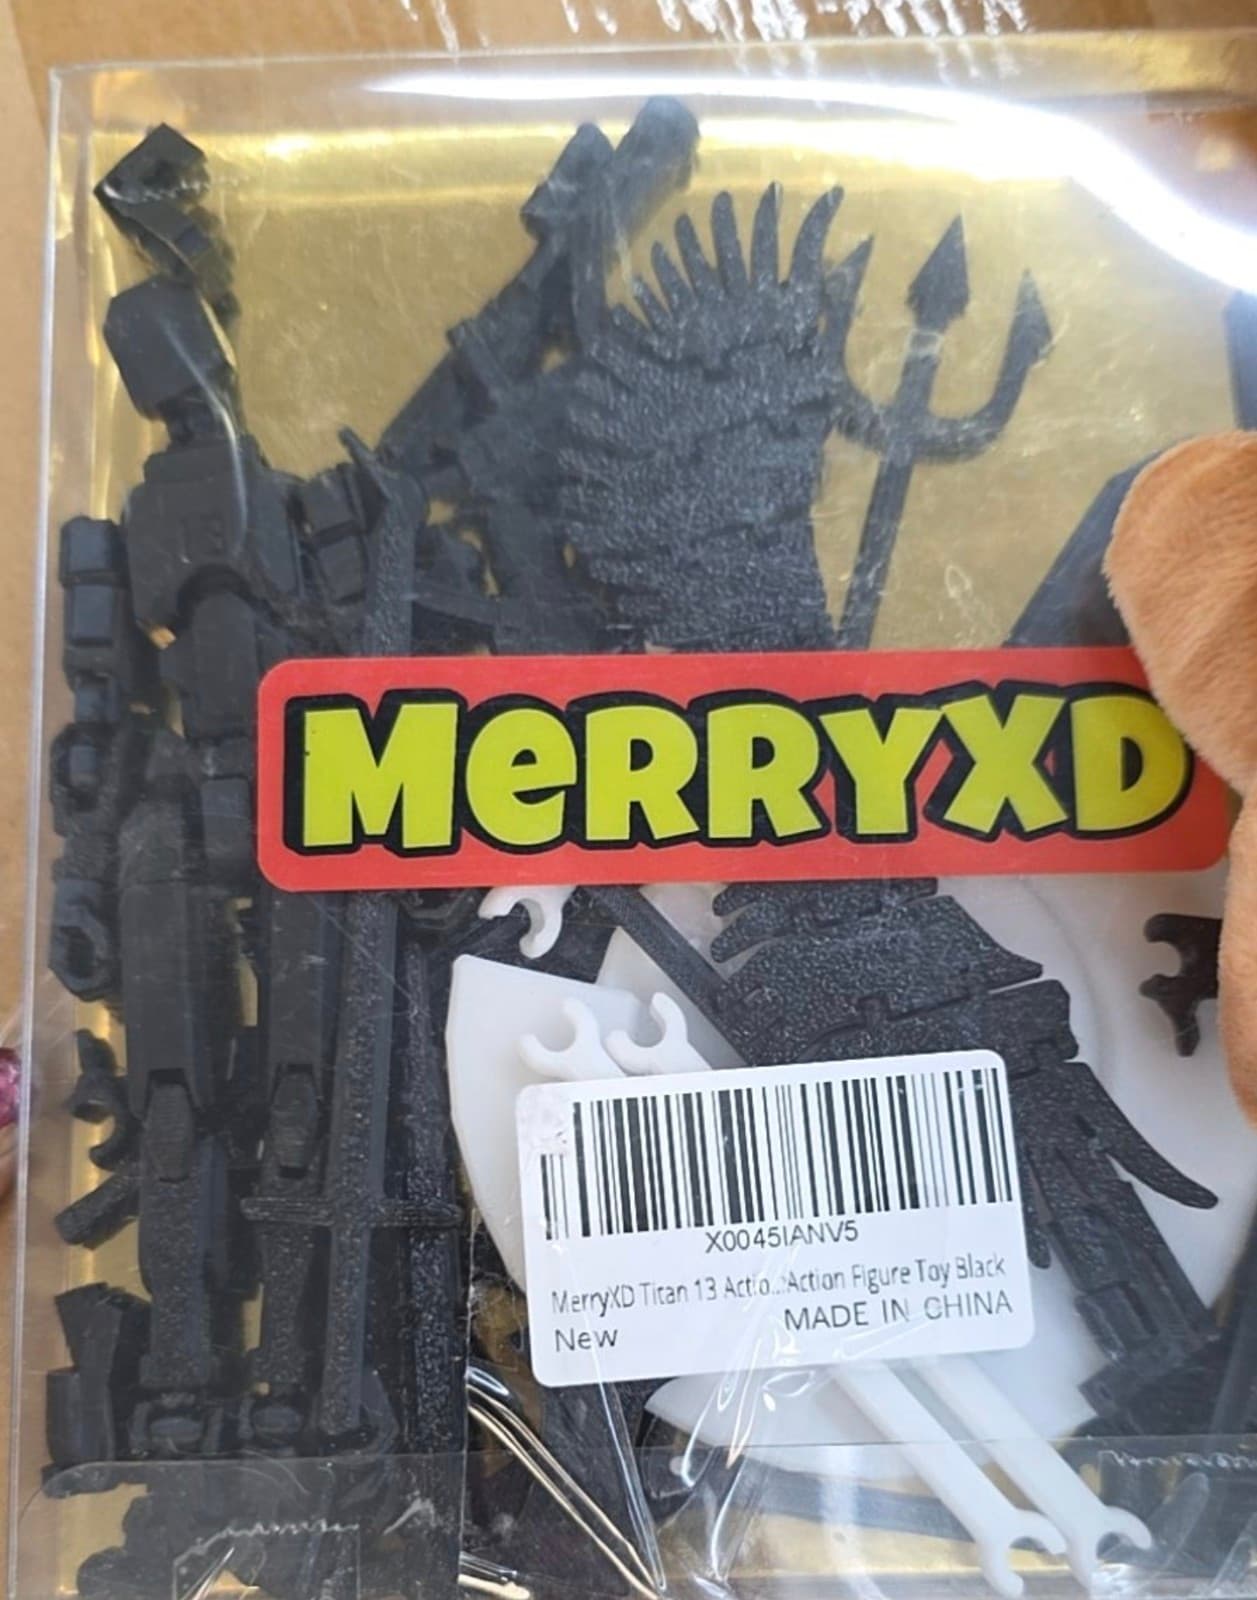 MeRRYXD
X0045IANV5
MerryXD Titan 13 Actio...Action Figure Toy Black
New
MADE IN CHINA